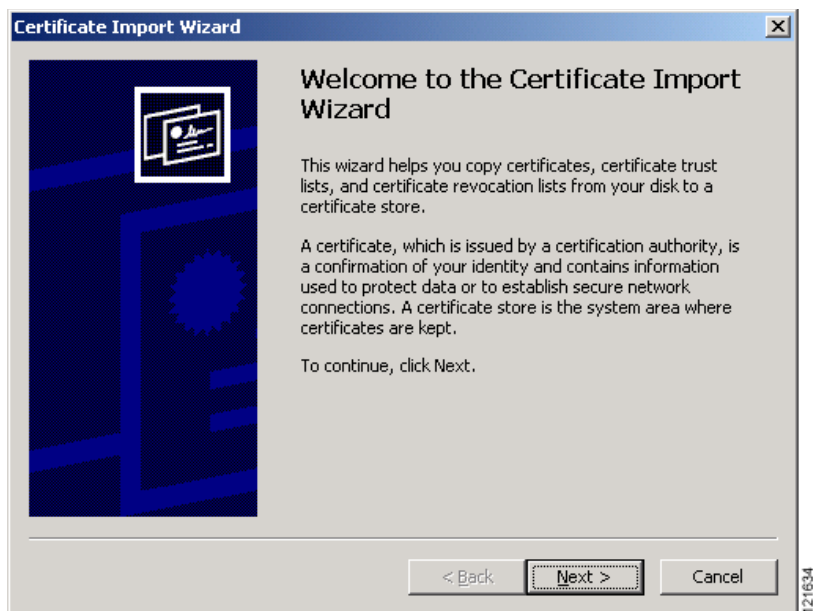 Certificate Import Wizard
Welcome to the Certificate Import
Wizard
This wizard helps you copy certificates, certificate trust
lists, and certificate revocation lists from your disk to a
certificate store.
A certificate, which is issued by a certification authority, is
a confirmation of your identity and contains information
used to protect data or to establish secure network
connections. A certificate store is the system area where
certificates are kept.
To continue, click Next.
< Back
Next >
Cancel
121634